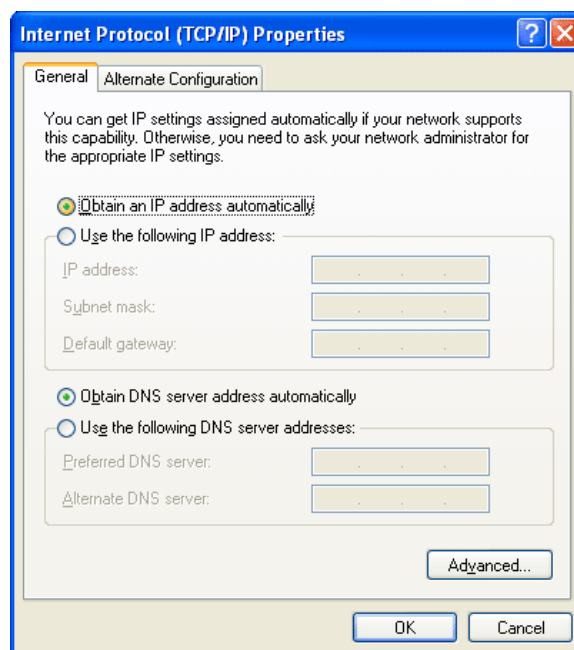 Internet Protocol (TCP/IP) Properties
General
Alternate Configuration
You can get IP settings assigned automatically if your network supports
this capability. Otherwise, you need to ask your network administrator for
the appropriate IP settings.
Obtain an IP address automatically
Use the following IP address:
IP address:
Subnet mask:
Default gateway:
Obtain DNS server address automatically
Use the following DNS server addresses:
Preferred DNS server:
Alternate DNS server:
Advanced...
OK
Cancel